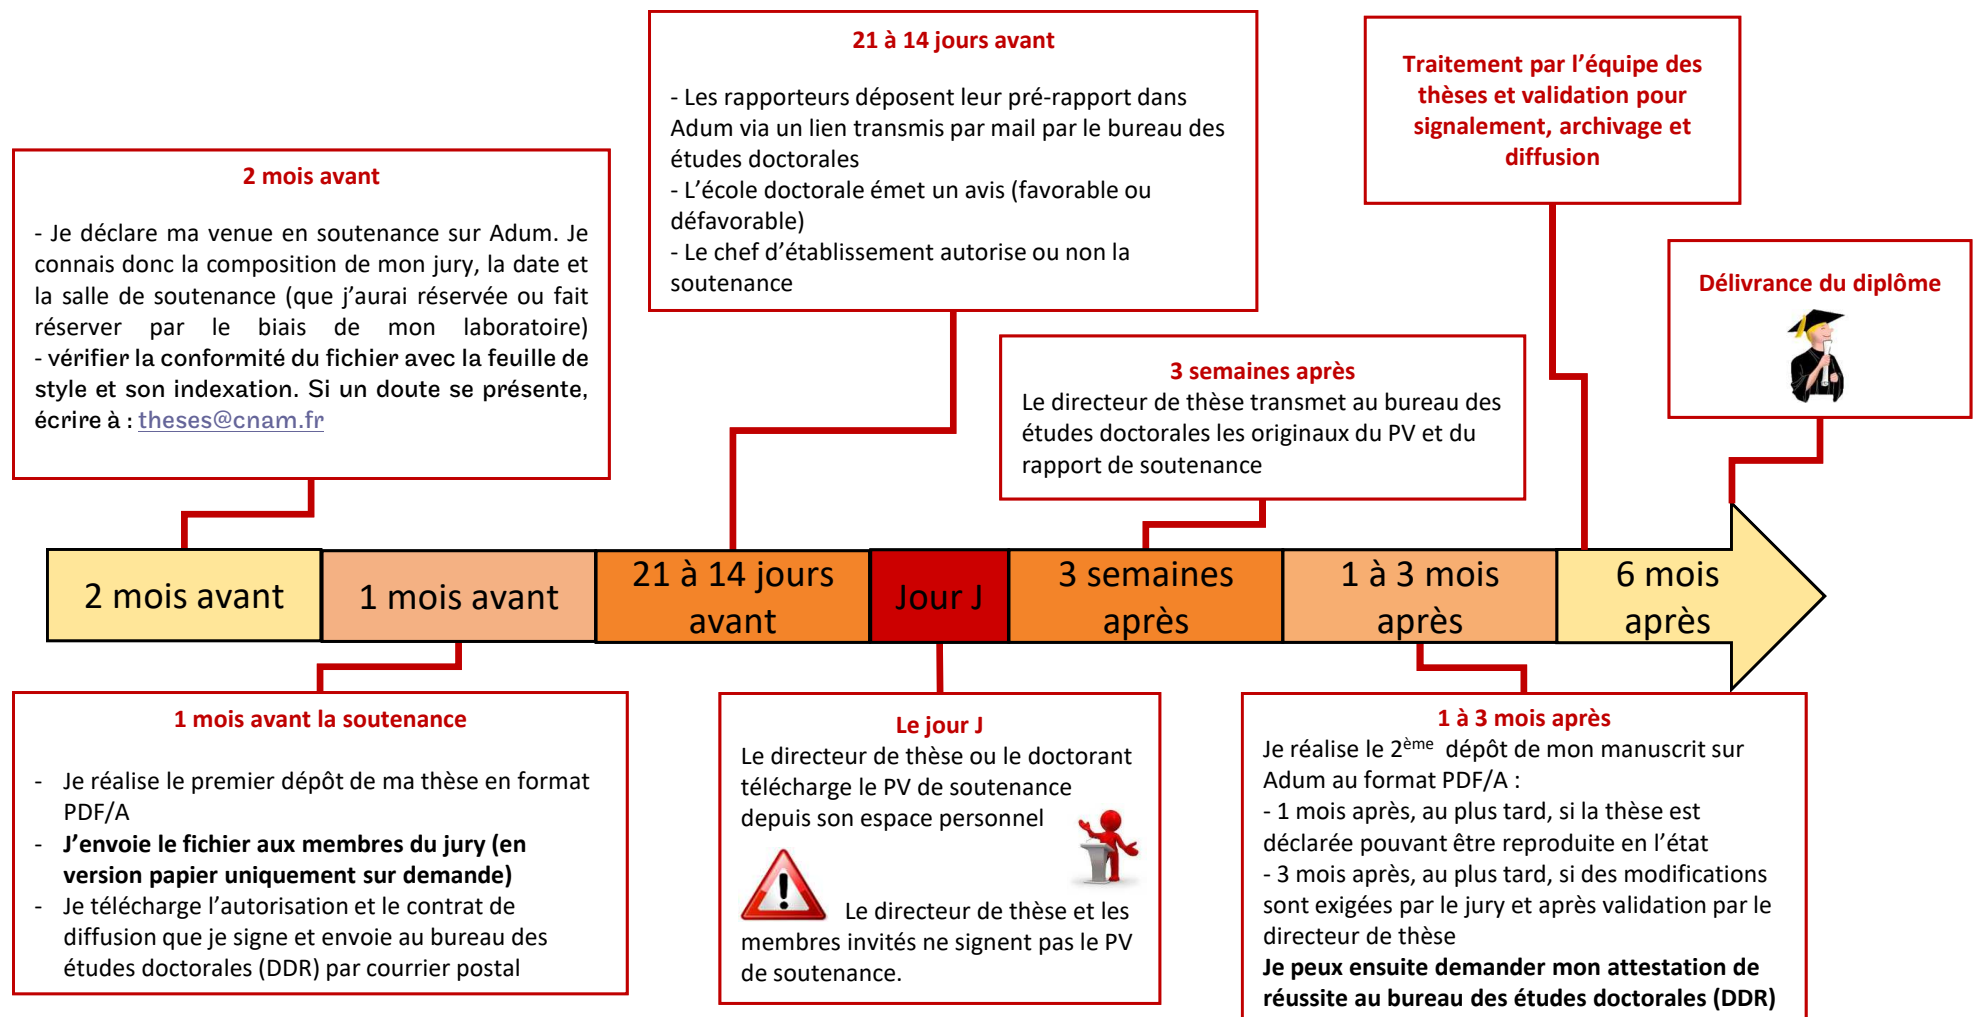 2 mois avant
- Je déclare ma venue en soutenance sur Adum. Je
connais donc la composition de mon jury, la date et
la salle de soutenance (que j’aurai réservée ou fait
réserver par le biais de mon laboratoire)
- vérifier la conformité du fichier avec la feuille de
style et son indexation. Si un doute se présente,
écrire à : theses@cnam.fr
21 à 14 jours avant
- Les rapporteurs déposent leur pré-rapport dans
Adum via un lien transmis par mail par le bureau des
études doctorales
- L’école doctorale émet un avis (favorable ou
défavorable)
- Le chef d’établissement autorise ou non la
soutenance
3 semaines après
Le directeur de thèse transmet au bureau des
études doctorales les originaux du PV et du
rapport de soutenance
Traitement par l’équipe des
thèses et validation pour
signalement, archivage et
diffusion
Délivrance du diplôme
2 mois avant
1 mois avant
21 à 14 jours
avant
Jour J
3 semaines
après
1 à 3 mois
après
6 mois
après
1 mois avant la soutenance
- Je réalise le premier dépôt de ma thèse en format
PDF/A
- J’envoie le fichier aux membres du jury (en
version papier uniquement sur demande)
- Je télécharge l’autorisation et le contrat de
diffusion que je signe et envoie au bureau des
études doctorales (DDR) par courrier postal
Le jour J
Le directeur de thèse ou le doctorant
télécharge le PV de soutenance
depuis son espace personnel
Le directeur de thèse et les
membres invités ne signent pas le PV
de soutenance.
1 à 3 mois après
Je réalise le 2ème dépôt de mon manuscrit sur
Adum au format PDF/A :
- 1 mois après, au plus tard, si la thèse est
déclarée pouvant être reproduite en l’état
- 3 mois après, au plus tard, si des modifications
sont exigées par le jury et après validation par le
directeur de thèse
Je peux ensuite demander mon attestation de
réussite au bureau des études doctorales (DDR)